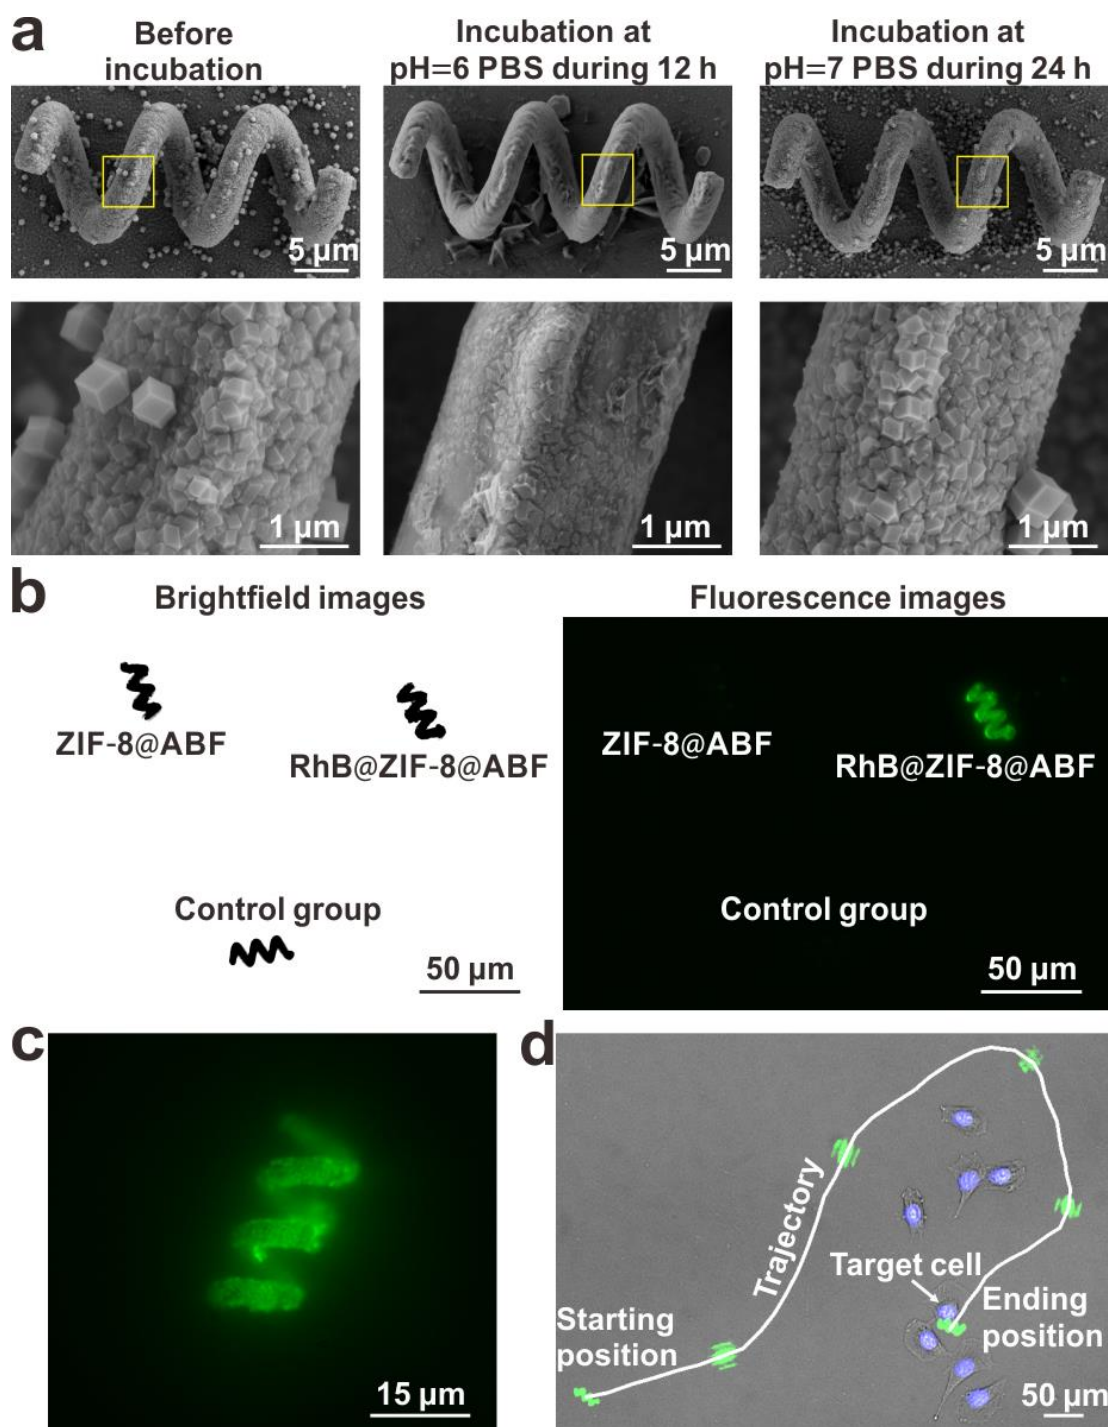 a
Before
incubation
Incubation at
pH=6 PBS during 12 h
Incubation at
pH=7 PBS during 24 h
5 µm
5 µm
5 µm
1 µm
1 µm
1 µm
b
Brightfield images
Fluorescence images
ZIF-8@ABF
RhB@ZIF-8@ABF
Control group
50 µm
ZIF-8@ABF
RhB@ZIF-8@ABF
Control group
50 µm
c
15 µm
d
Trajectory
Target cell
Starting
position
Ending
position
50 µm